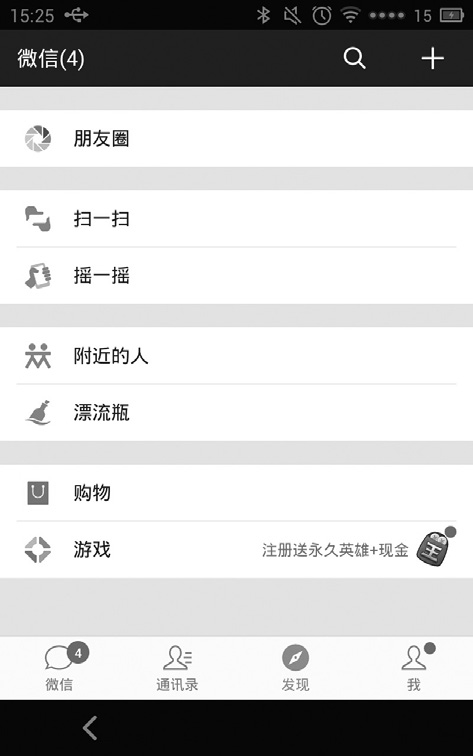 15:25
15
微信(4)
朋友圈
扫一扫
摇一摇
附近的人
漂流瓶
购物
游戏 注册送永久英雄+现金 王
4
微信 通讯录 发现 我